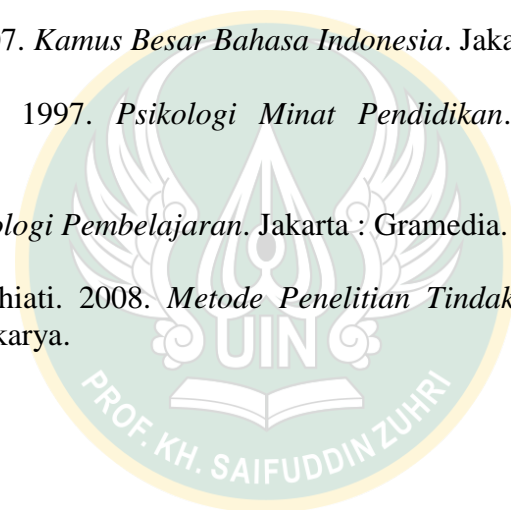 07. Kamus Besar Bahasa Indonesia. Jaka
1997. Psikologi Minat Pendidikan.
ologi Pembelajaran. Jakarta : Gramedia.
hiati. 2008. Metode Penelitian Tindak
karya.
UIN
PROF. KH. SAIFUDDIN ZUHRI